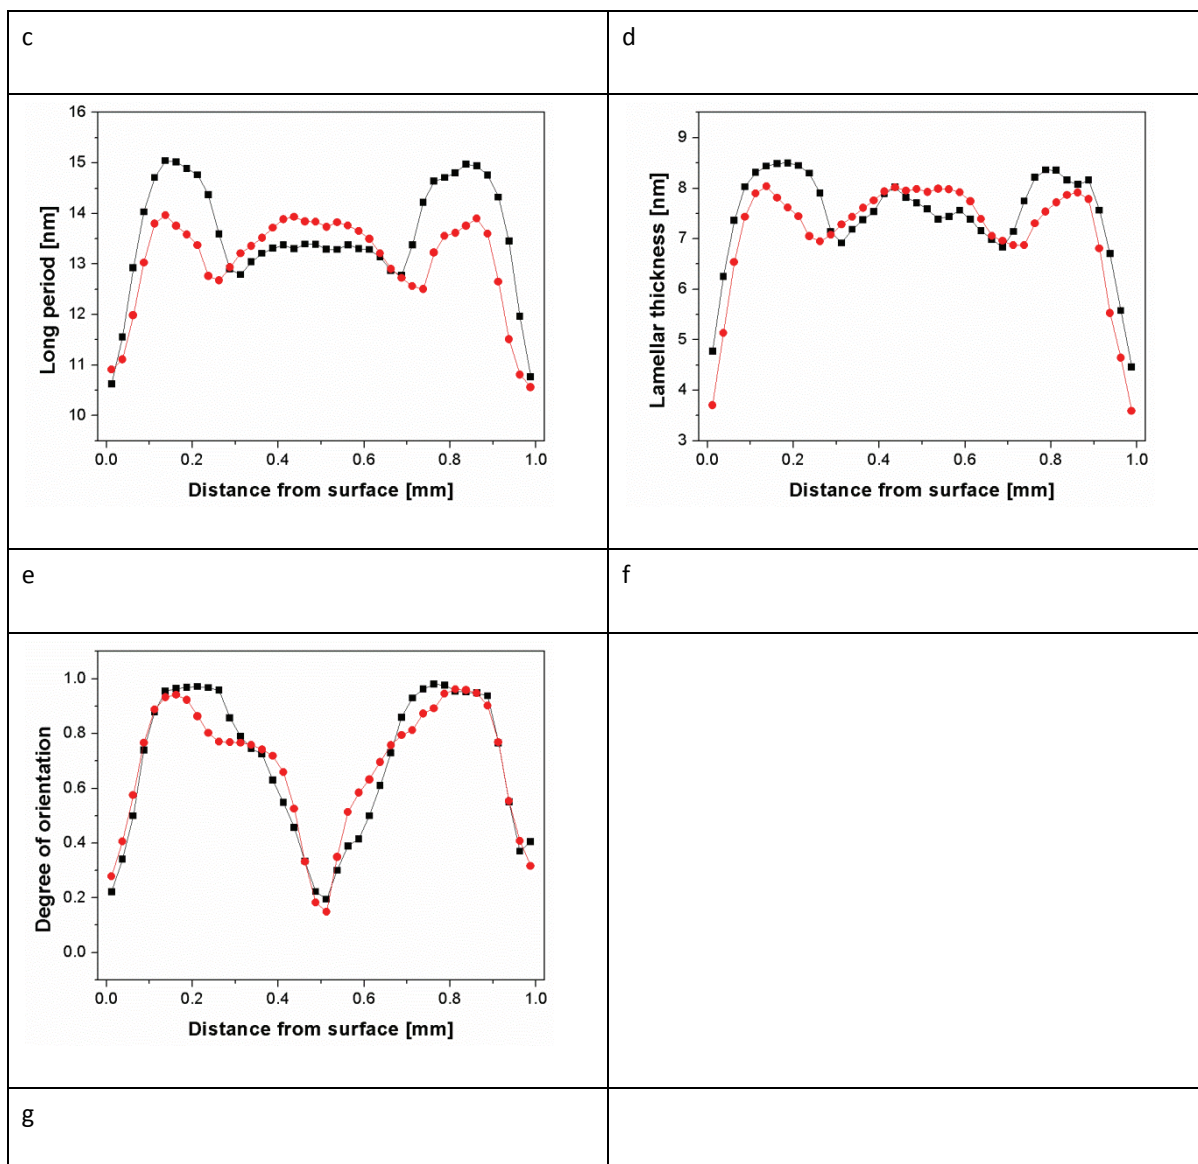 c
d
16
15
14
13
12
11
10
Long period [nm]
0.0 0.2 0.4 0.6 0.8 1.0
Distance from surface [mm]
9
8
7
6
5
4
3
Lamellar thickness [nm]
0.0 0.2 0.4 0.6 0.8 1.0
Distance from surface [mm]
e
f
1.0
0.8
0.6
0.4
0.2
0.0
Degree of orientation
0.0 0.2 0.4 0.6 0.8 1.0
Distance from surface [mm]
g